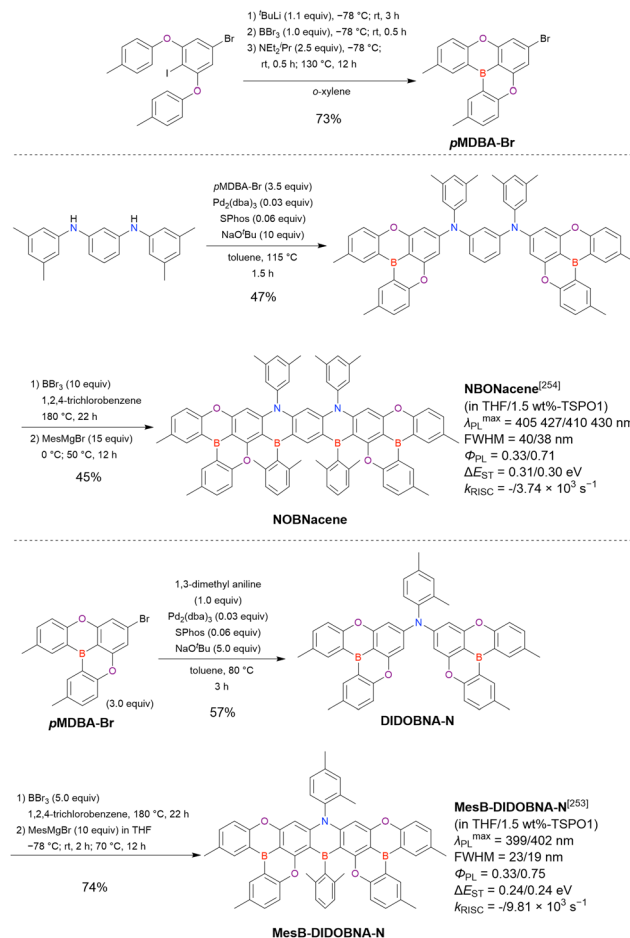 1) ᵗBuLi (1.1 equiv), −78 °C; rt, 3 h
2) BBr₃ (1.0 equiv), −78 °C; rt, 0.5 h
3) NEt₂ⁱPr (2.5 equiv), −78 °C;
rt, 0.5 h; 130 °C, 12 h
o-xylene
73%
O
Br
I
O
O
Br
B
O
pMDBA-Br
H
N
H
N
pMDBA-Br (3.5 equiv)
Pd₂(dba)₃ (0.03 equiv)
SPhos (0.06 equiv)
NaOᵗBu (10 equiv)
toluene, 115 °C
1.5 h
47%
O
N
N
O
B
B
O
O
1) BBr₃ (10 equiv)
1,2,4-trichlorobenzene
180 °C, 22 h
2) MesMgBr (15 equiv)
0 °C; 50 °C, 12 h
45%
O
N
N
O
B
B
B
B
O
O
NOBNacene
NBONacene[254]
(in THF/1.5 wt%-TSPO1)
λPLᵐᵃˣ = 405 427/410 430 nm
FWHM = 40/38 nm
ΦPL = 0.33/0.71
ΔEST = 0.31/0.30 eV
kRISC = -/3.74 × 10³ s⁻¹
O
Br
B
O
(3.0 equiv)
pMDBA-Br
1,3-dimethyl aniline
(1.0 equiv)
Pd₂(dba)₃ (0.03 equiv)
SPhos (0.06 equiv)
NaOᵗBu (5.0 equiv)
toluene, 80 °C
3 h
57%
O
N
O
B
B
O
O
DIDOBNA-N
1) BBr₃ (5.0 equiv)
1,2,4-trichlorobenzene, 180 °C, 22 h
2) MesMgBr (10 equiv) in THF
−78 °C; rt, 2 h; 70 °C, 12 h
74%
O
N
O
B
B
B
O
O
MesB-DIDOBNA-N
MesB-DIDOBNA-N[253]
(in THF/1.5 wt%-TSPO1)
λPLᵐᵃˣ = 399/402 nm
FWHM = 23/19 nm
ΦPL = 0.33/0.75
ΔEST = 0.24/0.24 eV
kRISC = -/9.81 × 10³ s⁻¹